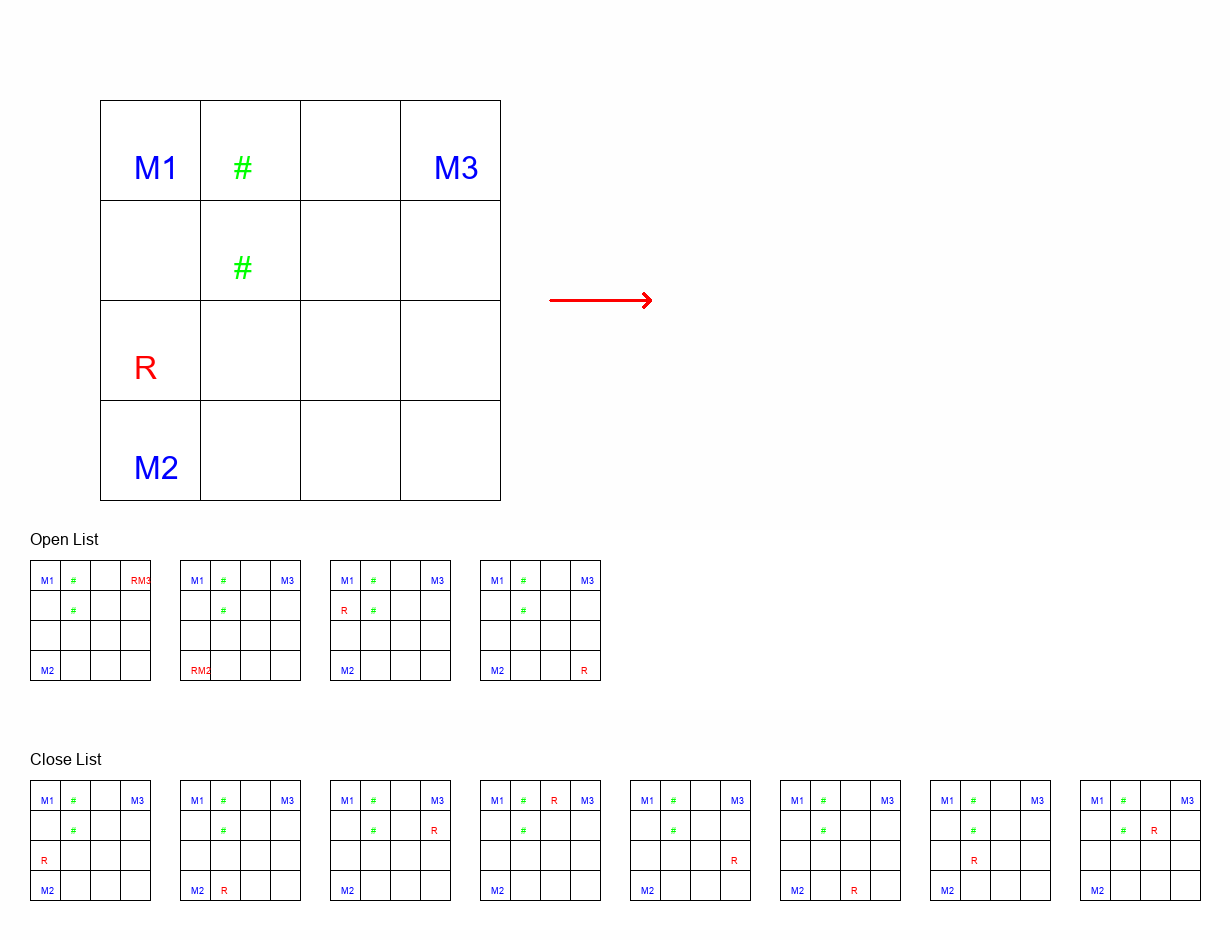 M1 # M3
#
R
M2
Open List
M1 # RM3 M1 # M3 M1 # M3 M1 # M3
# # R # #
M2 RM2 M2 M2 R
Close List
M1 # M3 M1 # M3 M1 # M3 M1 # R M3 M1 # M3 M1 # M3 M1 # M3 M1 # M3
# # # R # # # # # R
R R R
M2 M2 R M2 M2 M2 M2 R M2 M2